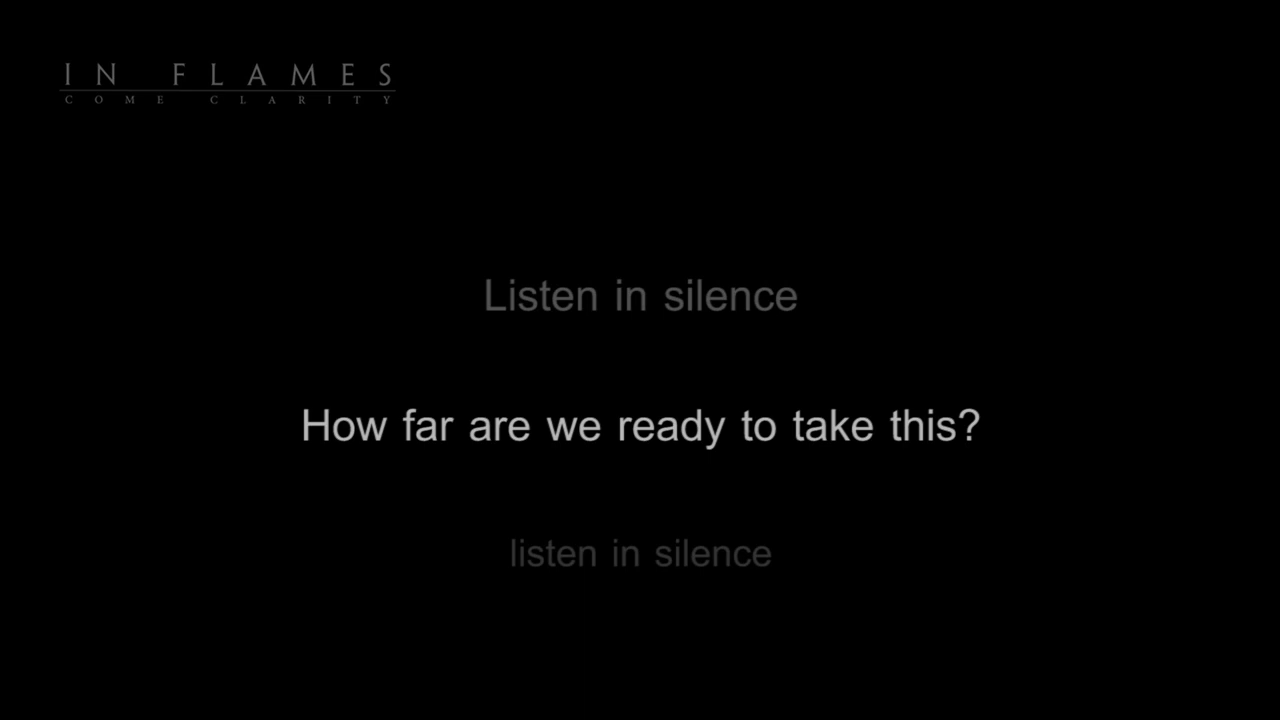 IN FLAMES
COME CLARITY
Listen in silence
How far are we ready to take this?
listen in silence